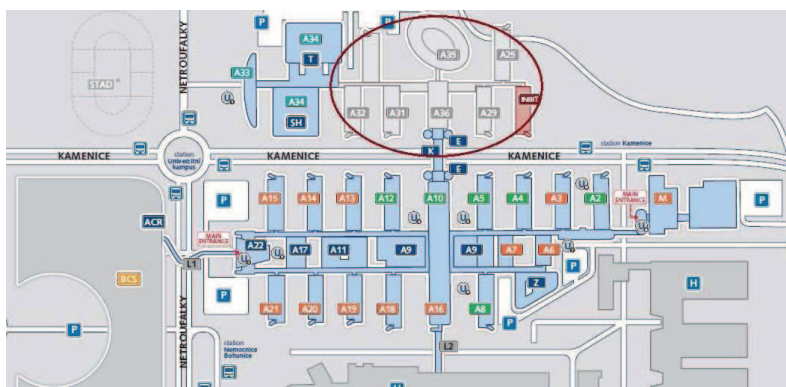 P
P
A34
T
A35
A25
NETROUFALKY
STAD
A33
A34
SH
A32
A31
A36
A29
INBIT
E
K
KAMENICE
station
Univerzitní
kampus
KAMENICE
KAMENICE
station Kamenice
E
P
A15
A14
A13
A12
A10
A5
A4
A3
A2
MAIN
ENTRANCE
M
P
ACR
MAIN
ENTRANCE
A22
A17
A11
A9
A9
A7
A6
L1
P
BCS
P
Z
H
A21
A20
A19
A18
A16
A8
P
P
NETROUFALKY
station
Nemocnice
Bohunice
L2